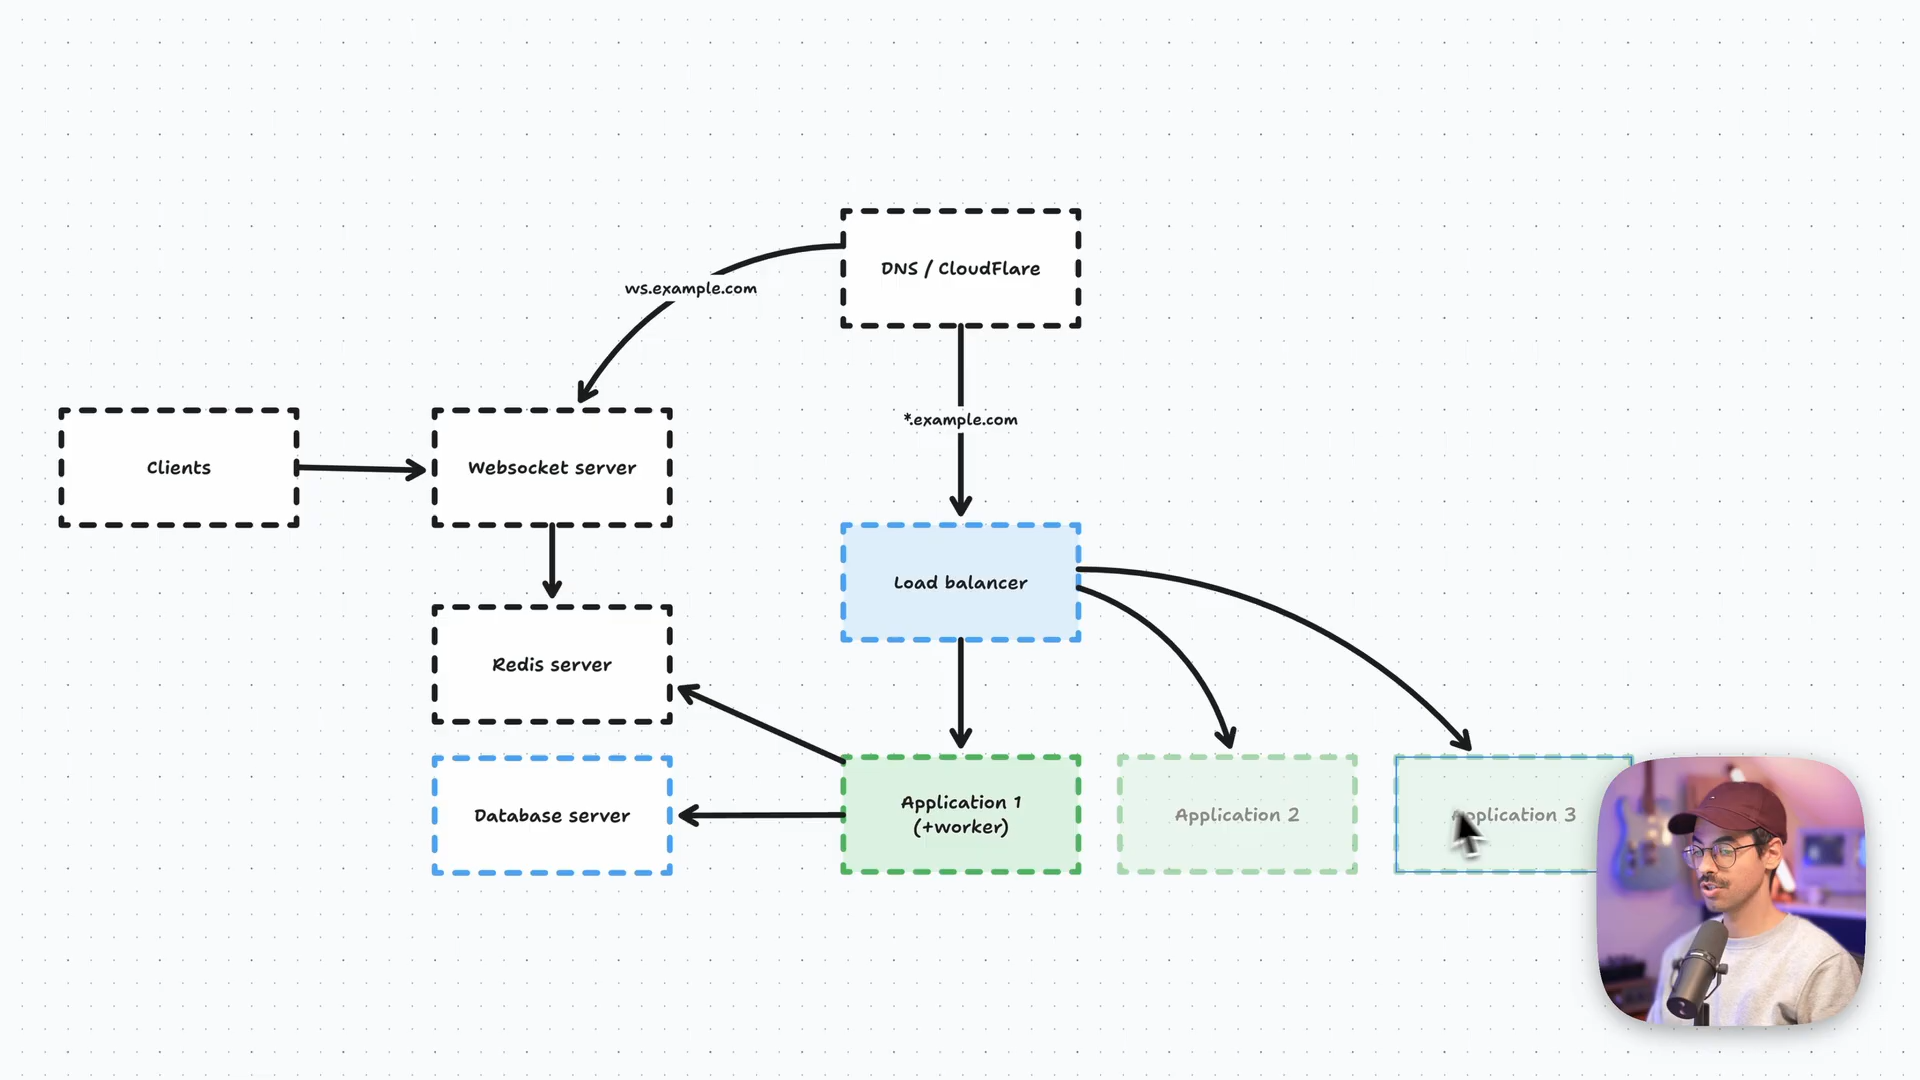 DNS / CloudFlare
ws.example.com
*.example.com
Clients
Websocket server
Load balancer
Redis server
Database server
Application 1
(+worker)
Application 2
Application 3